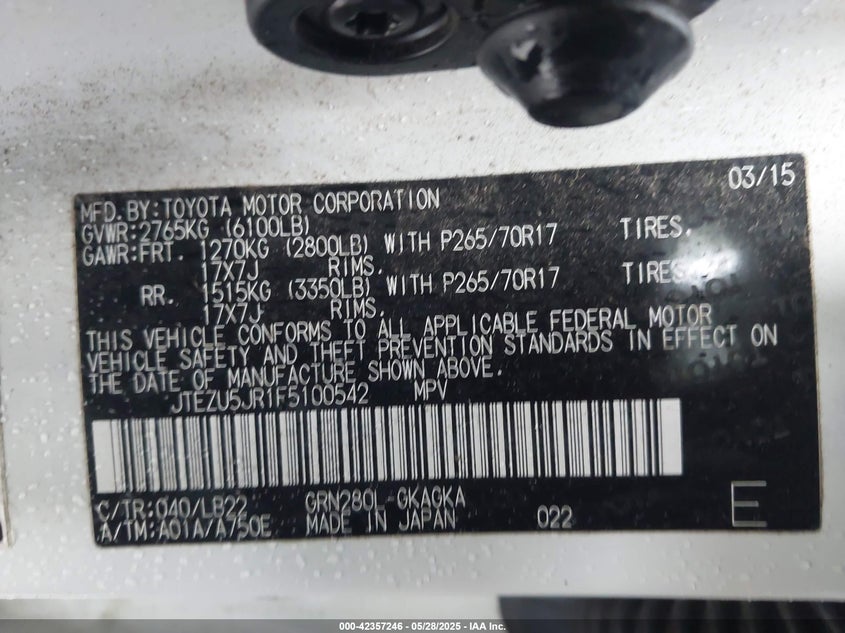 03/15
MFD.BY:TOYOTA MOTOR CORPORATION
GVWR:2765KG (6100LB)
GAWR:FRT. 1270KG (2800LB) WITH P265/70R17 TIRES.
17X7J RIMS.
RR. 1515KG (3350LB) WITH P265/70R17 TIRES.
17X7J RIMS.
THIS VEHICLE CONFORMS TO ALL APPLICABLE FEDERAL MOTOR
VEHICLE SAFETY AND THEFT PREVENTION STANDARDS IN EFFECT ON
THE DATE OF MANUFACTURE SHOWN ABOVE.
JTEZU5JR1F5100542 MPV
C/TR:040/LB22 GRN280L-GKAGKA
A/TM:A01A/A750E MADE IN JAPAN 022 E
000-42357246 - 05/28/2025 - IAA Inc.